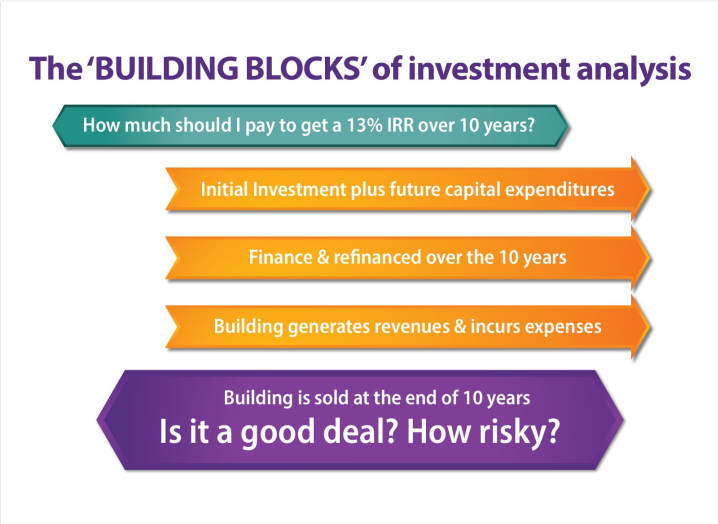 The ‘BUILDING BLOCKS’ of investment analysis
How much should I pay to get a 13% IRR over 10 years?
Initial Investment plus future capital expenditures
Finance & refinanced over the 10 years
Building generates revenues & incurs expenses
Building is sold at the end of 10 years
Is it a good deal? How risky?